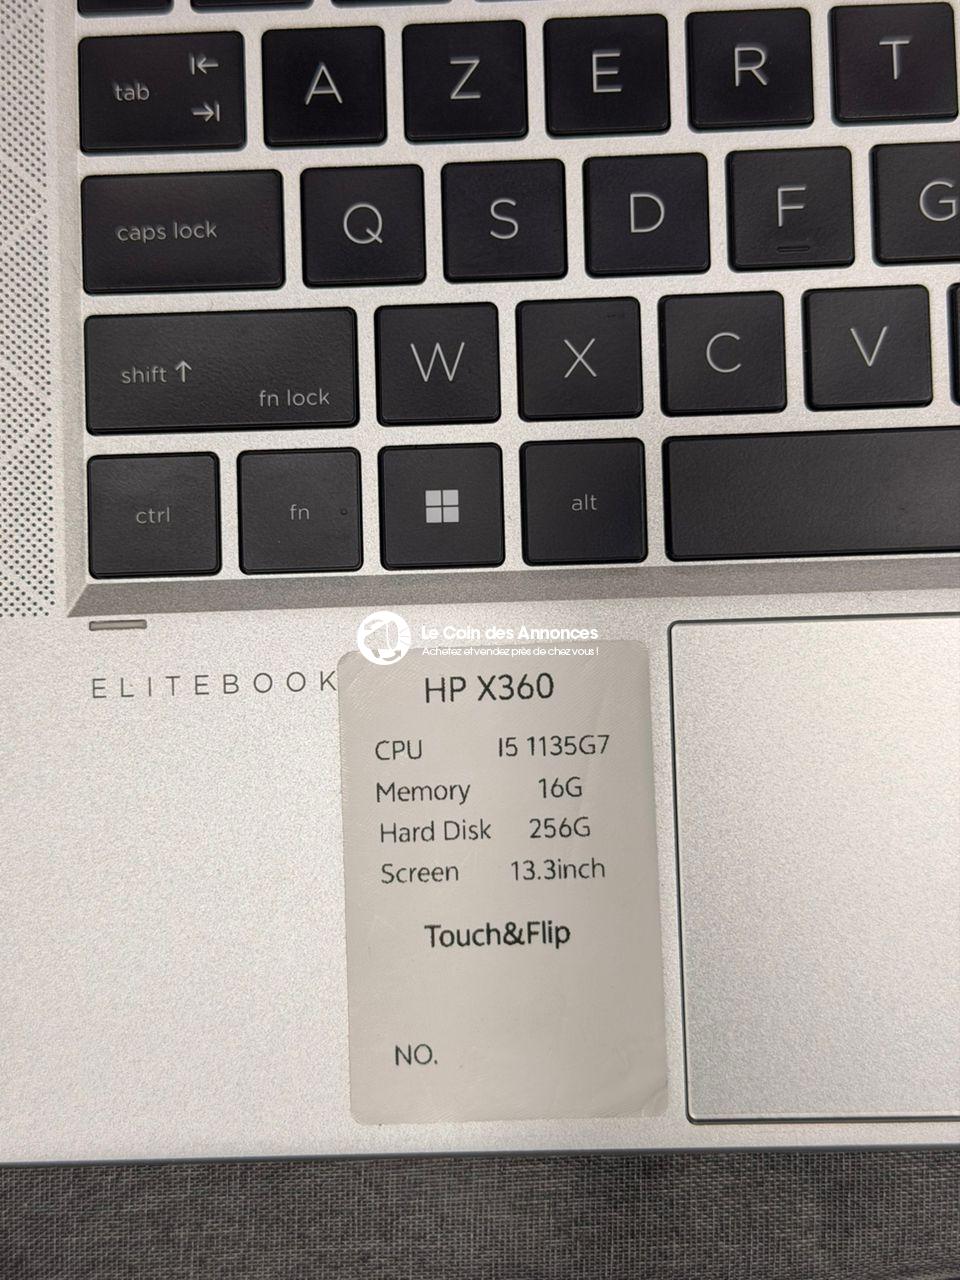 tab
A Z E R T
caps lock
Q S D F G
shift ↑
fn lock
W X C V
ctrl fn alt
Le Coin des Annonces
Achetez et vendez près de chez vous !
ELITEBOOK
HP X360
CPU I5 1135G7
Memory 16G
Hard Disk 256G
Screen 13.3inch
Touch&Flip
NO.